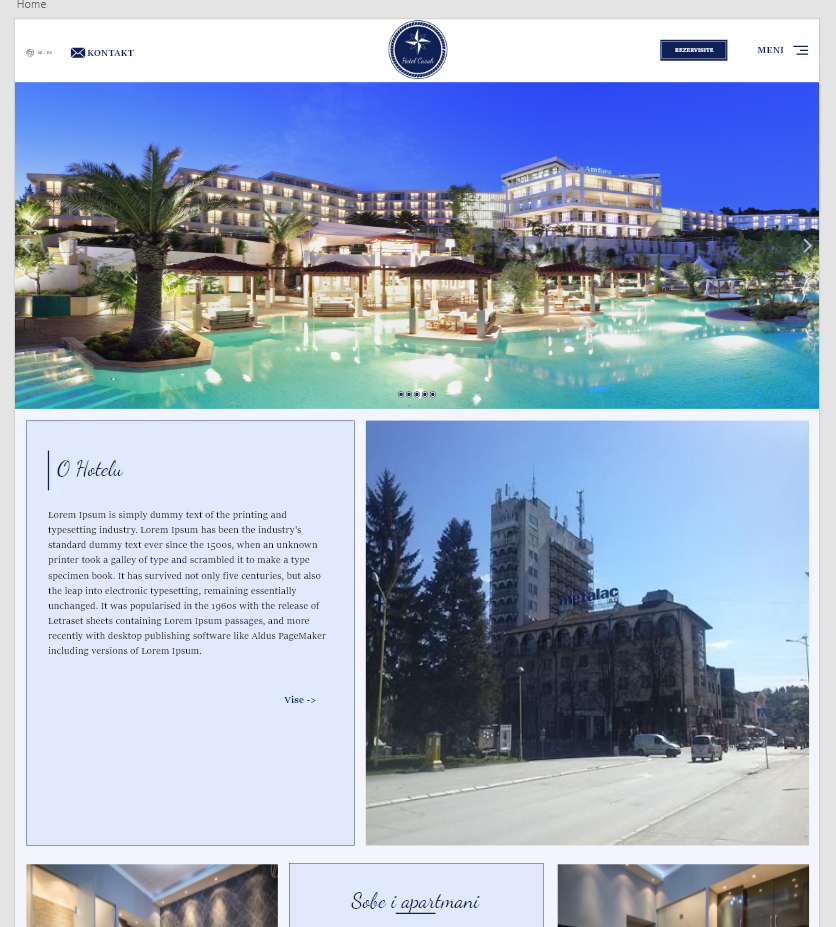 Home
SR | EN
KONTAKT
Hotel Cacak
REZERVISITE
MENI
Amfora
O Hotelu
Lorem Ipsum is simply dummy text of the printing and
typesetting industry. Lorem Ipsum has been the industry's
standard dummy text ever since the 1500s, when an unknown
printer took a galley of type and scrambled it to make a type
specimen book. It has survived not only five centuries, but also
the leap into electronic typesetting, remaining essentially
unchanged. It was popularised in the 1960s with the release of
Letraset sheets containing Lorem Ipsum passages, and more
recently with desktop publishing software like Aldus PageMaker
including versions of Lorem Ipsum.
Vise ->
metalac
Sobe i apartmani